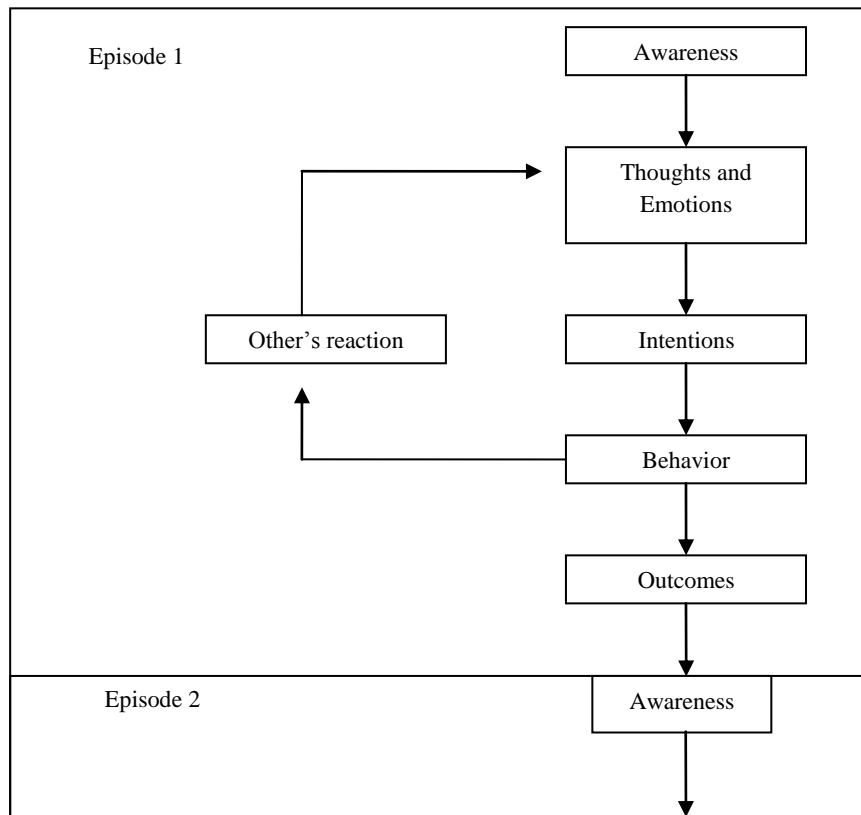 Episode 1
Awareness
Thoughts and
Emotions
Other’s reaction
Intentions
Behavior
Outcomes
Episode 2
Awareness